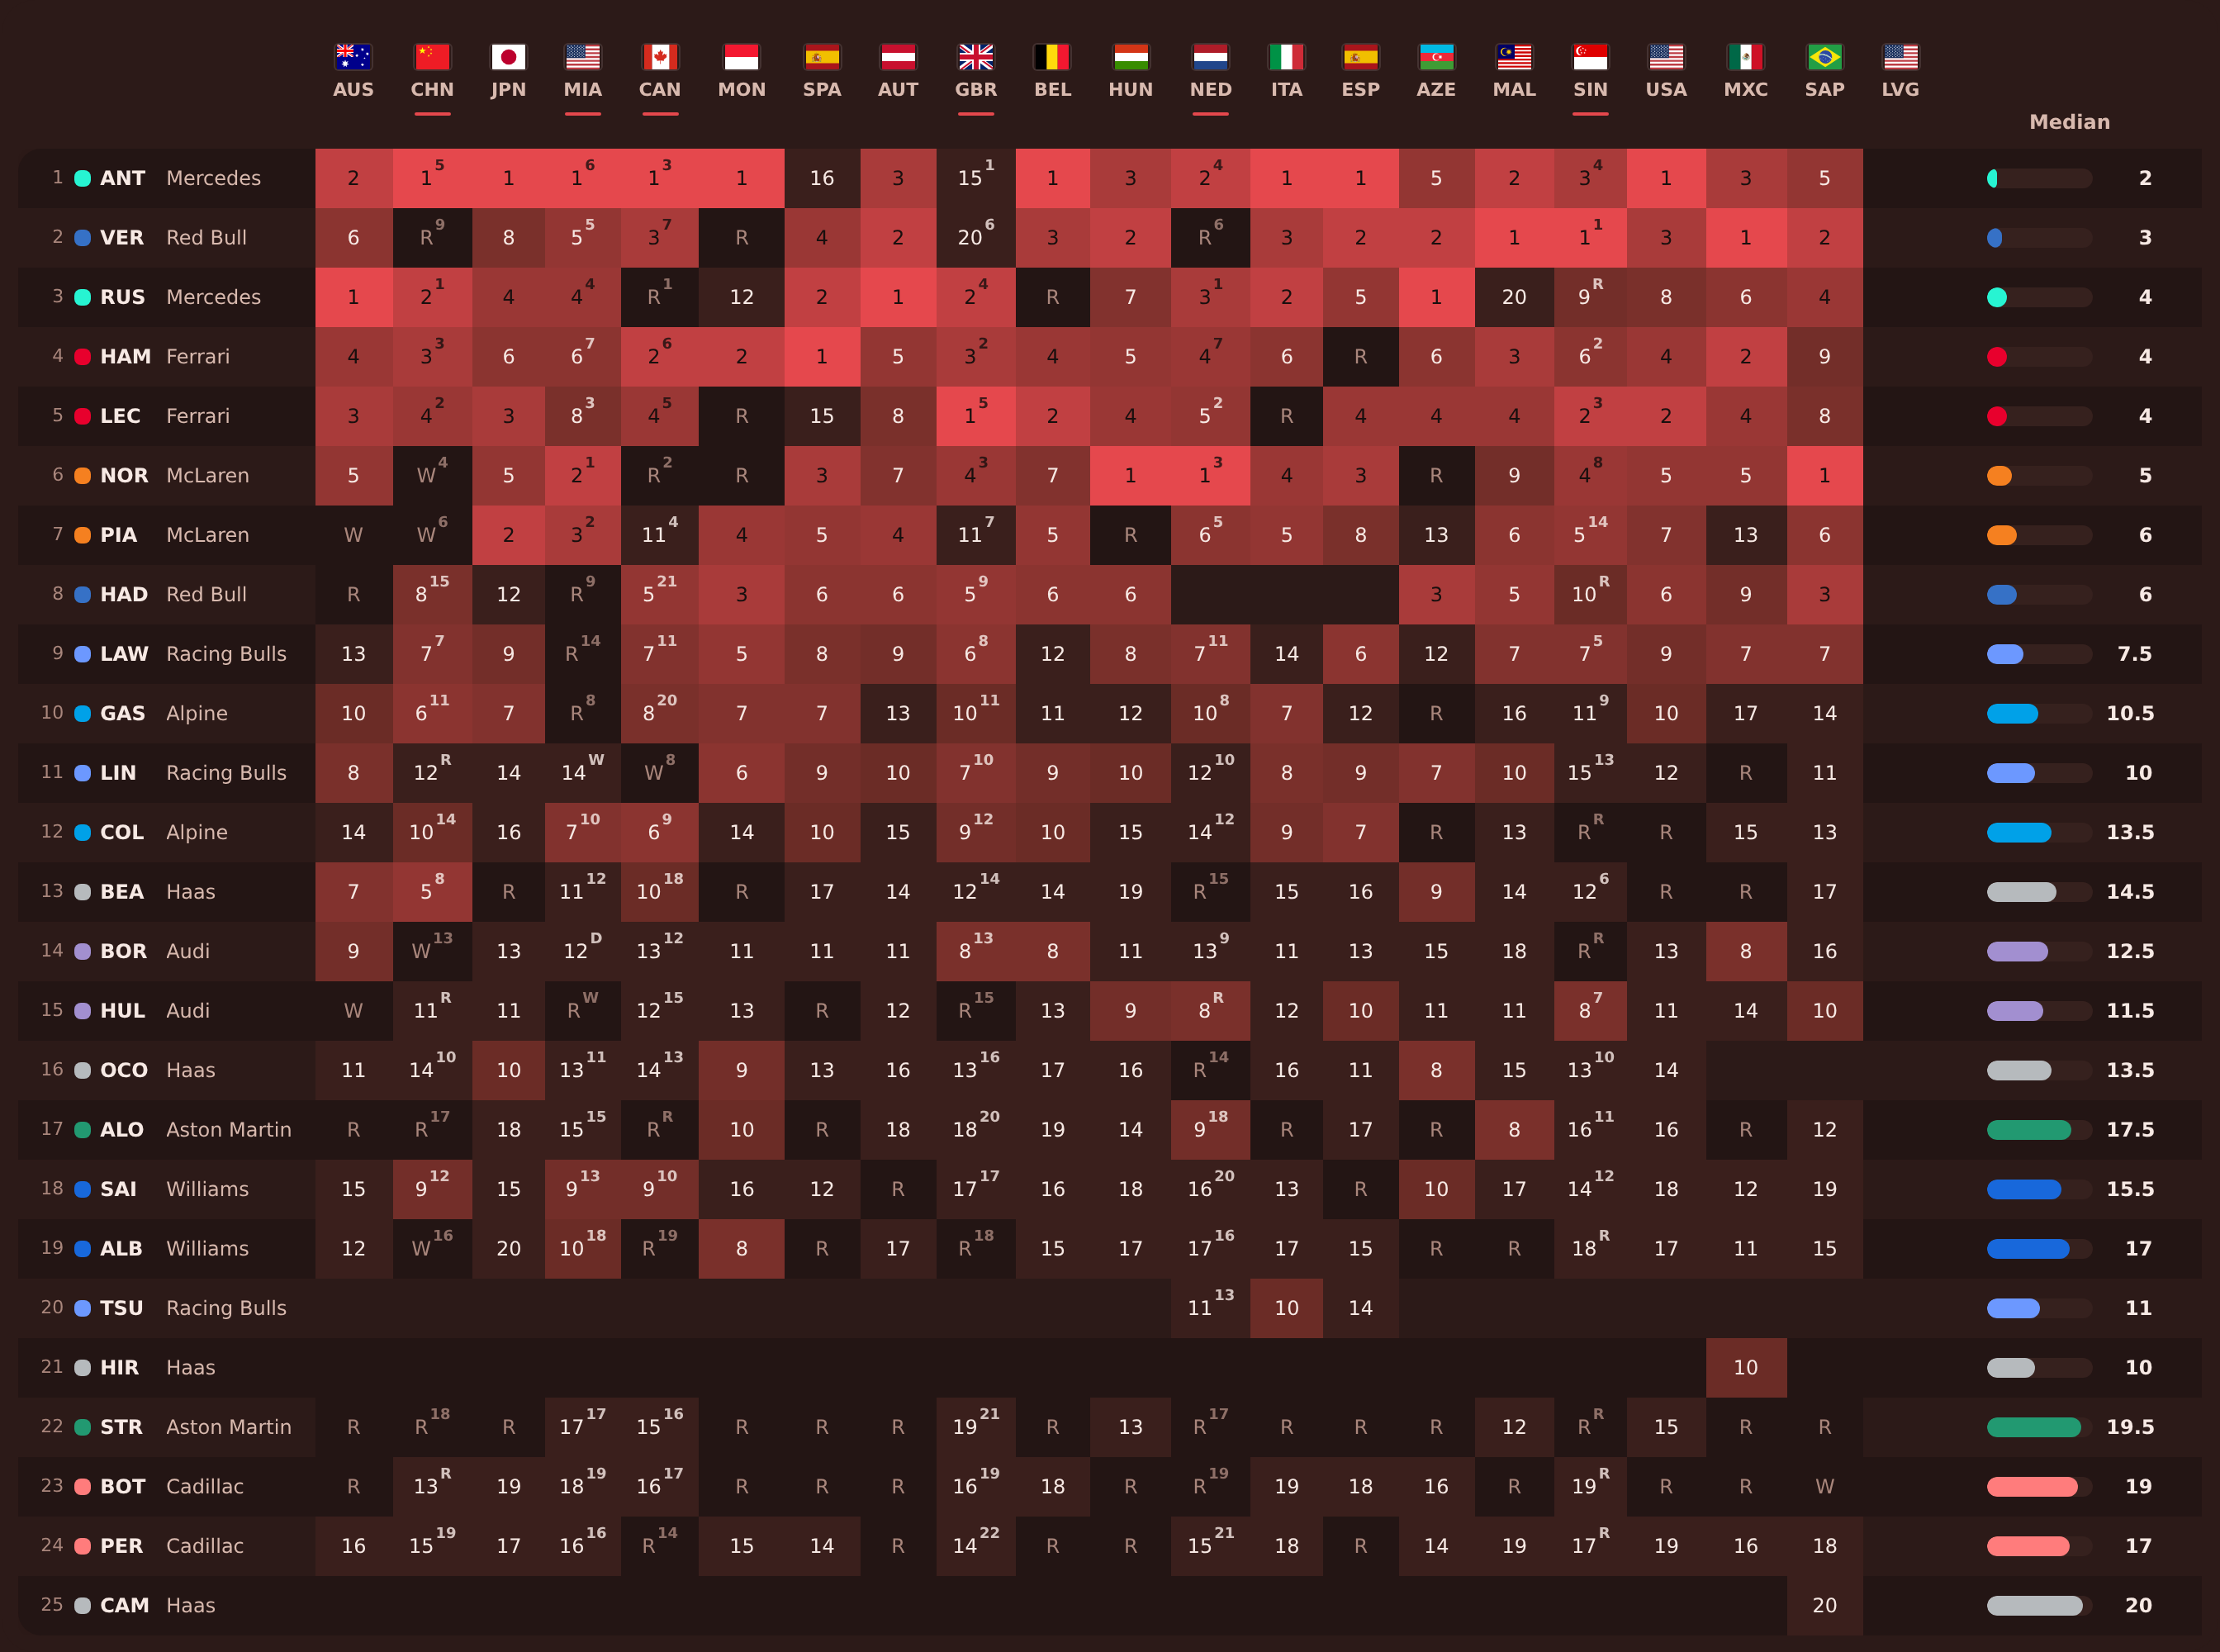 AUS CHN JPN MIA CAN MON SPA AUT GBR BEL HUN NED ITA ESP AZE MAL SIN USA MXC SAP LVG
Median
1 ANT Mercedes 2 1 5 1 1 6 1 3 1 16 3 15 1 1 3 2 4 1 1 5 2 3 4 1 3 5 2
2 VER Red Bull 6 R 9 8 5 5 3 7 R 4 2 20 6 3 2 R 6 3 2 2 1 1 1 3 1 2 3
3 RUS Mercedes 1 2 1 4 4 4 R 1 12 2 1 2 4 R 7 3 1 2 5 1 20 9 R 8 6 4 4
4 HAM Ferrari 4 3 3 6 6 7 2 6 2 1 5 3 2 4 5 4 7 6 R 6 3 6 2 4 2 9 4
5 LEC Ferrari 3 4 2 3 8 3 4 5 R 15 8 1 5 2 4 5 2 R 4 4 4 2 3 2 4 8 4
6 NOR McLaren 5 W 4 5 2 1 R 2 R 3 7 4 3 7 1 1 3 4 3 R 9 4 8 5 5 1 5
7 PIA McLaren W W 6 2 3 2 11 4 4 5 4 11 7 5 R 6 5 5 8 13 6 5 14 7 13 6 6
8 HAD Red Bull R 8 15 12 R 9 5 21 3 6 6 5 9 6 6 3 5 10 R 6 9 3 6
9 LAW Racing Bulls 13 7 7 9 R 14 7 11 5 8 9 6 8 12 8 7 11 14 6 12 7 7 5 9 7 7 7.5
10 GAS Alpine 10 6 11 7 R 8 8 20 7 7 13 10 11 11 12 10 8 7 12 R 16 11 9 10 17 14 10.5
11 LIN Racing Bulls 8 12 R 14 14 W W 8 6 9 10 7 10 9 10 12 10 8 9 7 10 15 13 12 R 11 10
12 COL Alpine 14 10 14 16 7 10 6 9 14 10 15 9 12 10 15 14 12 9 7 R 13 R R R 15 13 13.5
13 BEA Haas 7 5 8 R 11 12 10 18 R 17 14 12 14 14 19 R 15 15 16 9 14 12 6 R R 17 14.5
14 BOR Audi 9 W 13 13 12 D 13 12 11 11 11 8 13 8 11 13 9 11 13 15 18 R R 13 8 16 12.5
15 HUL Audi W 11 R 11 R W 12 15 13 R 12 R 15 13 9 8 R 12 10 11 11 8 7 11 14 10 11.5
16 OCO Haas 11 14 10 10 13 11 14 13 9 13 16 13 16 17 16 R 14 16 11 8 15 13 10 14 13.5
17 ALO Aston Martin R R 17 18 15 15 R R 10 R 18 18 20 19 14 9 18 R 17 R 8 16 11 16 R 12 17.5
18 SAI Williams 15 9 12 15 9 13 9 10 16 12 R 17 17 16 18 16 20 13 R 10 17 14 12 18 12 19 15.5
19 ALB Williams 12 W 16 20 10 18 R 19 8 R 17 R 18 15 17 17 16 17 15 R R 18 R 17 11 15 17
20 TSU Racing Bulls 11 13 10 14 11
21 HIR Haas 10 10
22 STR Aston Martin R R 18 R 17 17 15 16 R R R 19 21 R 13 R 17 R R R 12 R R 15 R R 19.5
23 BOT Cadillac R 13 R 19 18 19 16 17 R R R 16 19 18 R R 19 19 18 16 R 19 R R R W 19
24 PER Cadillac 16 15 19 17 16 16 R 14 15 14 R 14 22 R R 15 21 18 R 14 19 17 R 19 16 18 17
25 CAM Haas 20 20